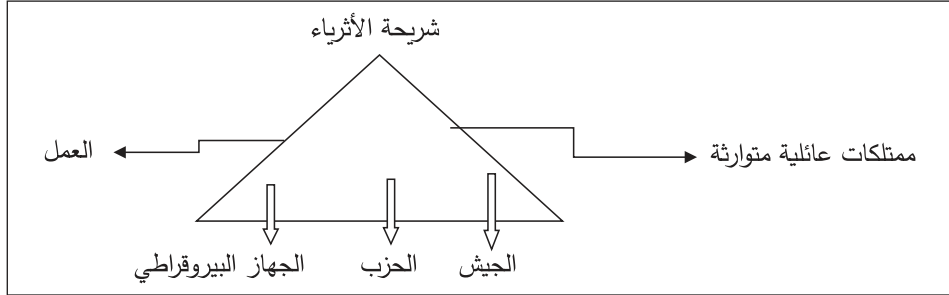 شريحة الأثرياء
ممتلكات عائلية متوارثة
العمل
الجيش
الحزب
الجهاز البيروقراطي